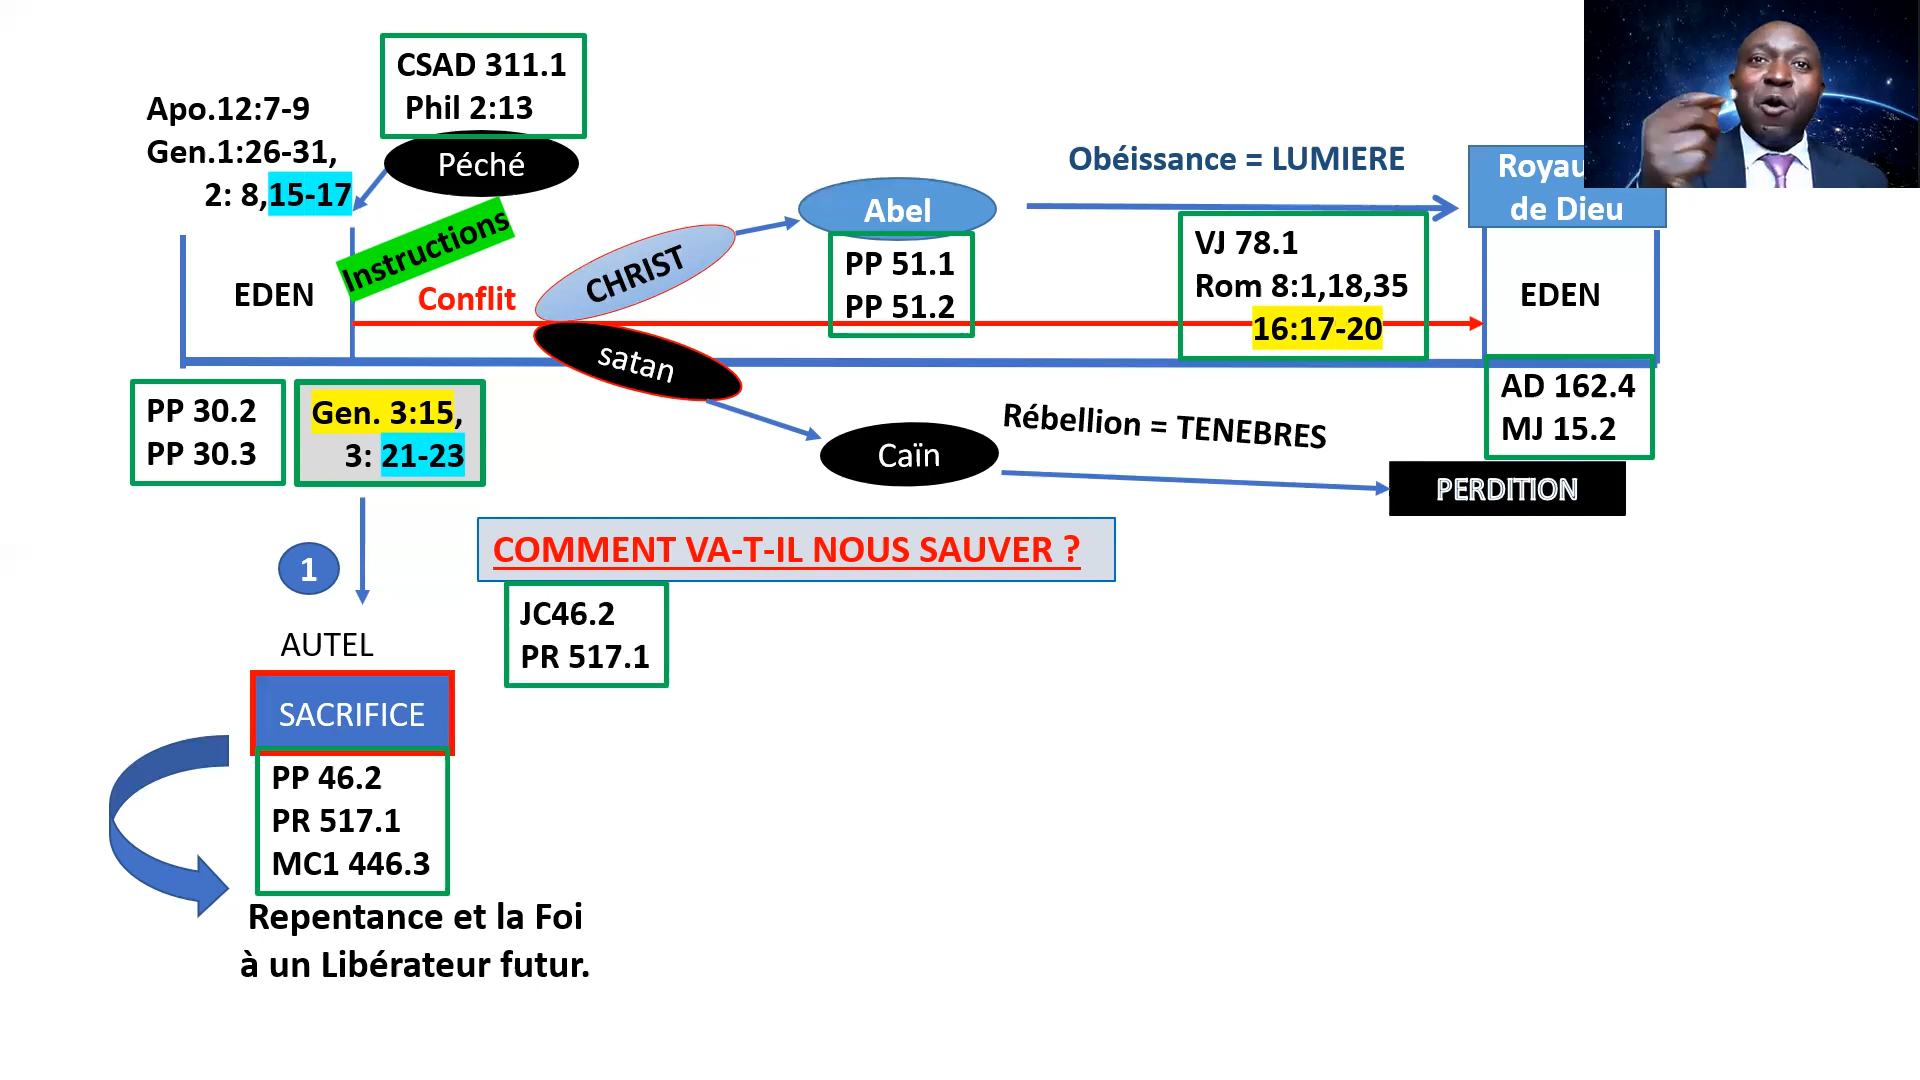 CSAD 311.1
Phil 2:13
Apo.12:7-9
Gen.1:26-31,
2: 8,15-17
Péché
Instructions
EDEN
Conflit
CHRIST
satan
Abel
PP 51.1
PP 51.2
Obéissance = LUMIERE
VJ 78.1
Rom 8:1,18,35
16:17-20
de Dieu
EDEN
AD 162.4
MJ 15.2
PP 30.2
PP 30.3
Gen. 3:15,
3: 21-23
Caïn
Rébellion = TENEBRES
PERDITION
1
COMMENT VA-T-IL NOUS SAUVER ?
JC46.2
PR 517.1
AUTEL
SACRIFICE
PP 46.2
PR 517.1
MC1 446.3
Repentance et la Foi
à un Libérateur futur.